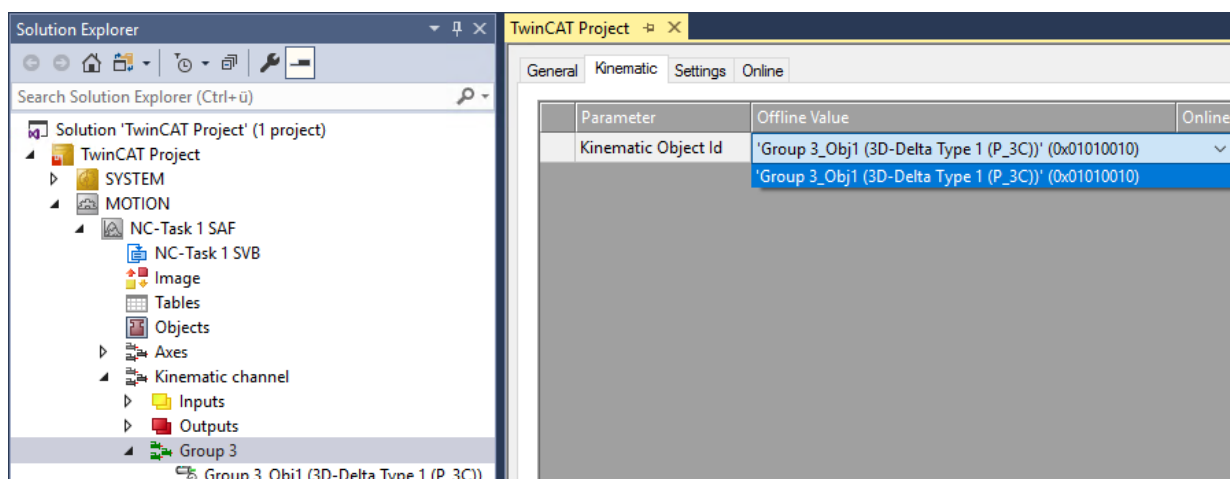 Solution Explorer
Search Solution Explorer (Ctrl+ü)
Solution 'TwinCAT Project' (1 project)
TwinCAT Project
SYSTEM
MOTION
NC-Task 1 SAF
NC-Task 1 SVB
Image
Tables
Objects
Axes
Kinematic channel
Inputs
Outputs
Group 3
Group 3_Obj1 (3D-Delta Type 1 (P_3C))
TwinCAT Project
General Kinematic Settings Online
Parameter Offline Value Online
Kinematic Object Id 'Group 3_Obj1 (3D-Delta Type 1 (P_3C))' (0x01010010)
'Group 3_Obj1 (3D-Delta Type 1 (P_3C))' (0x01010010)